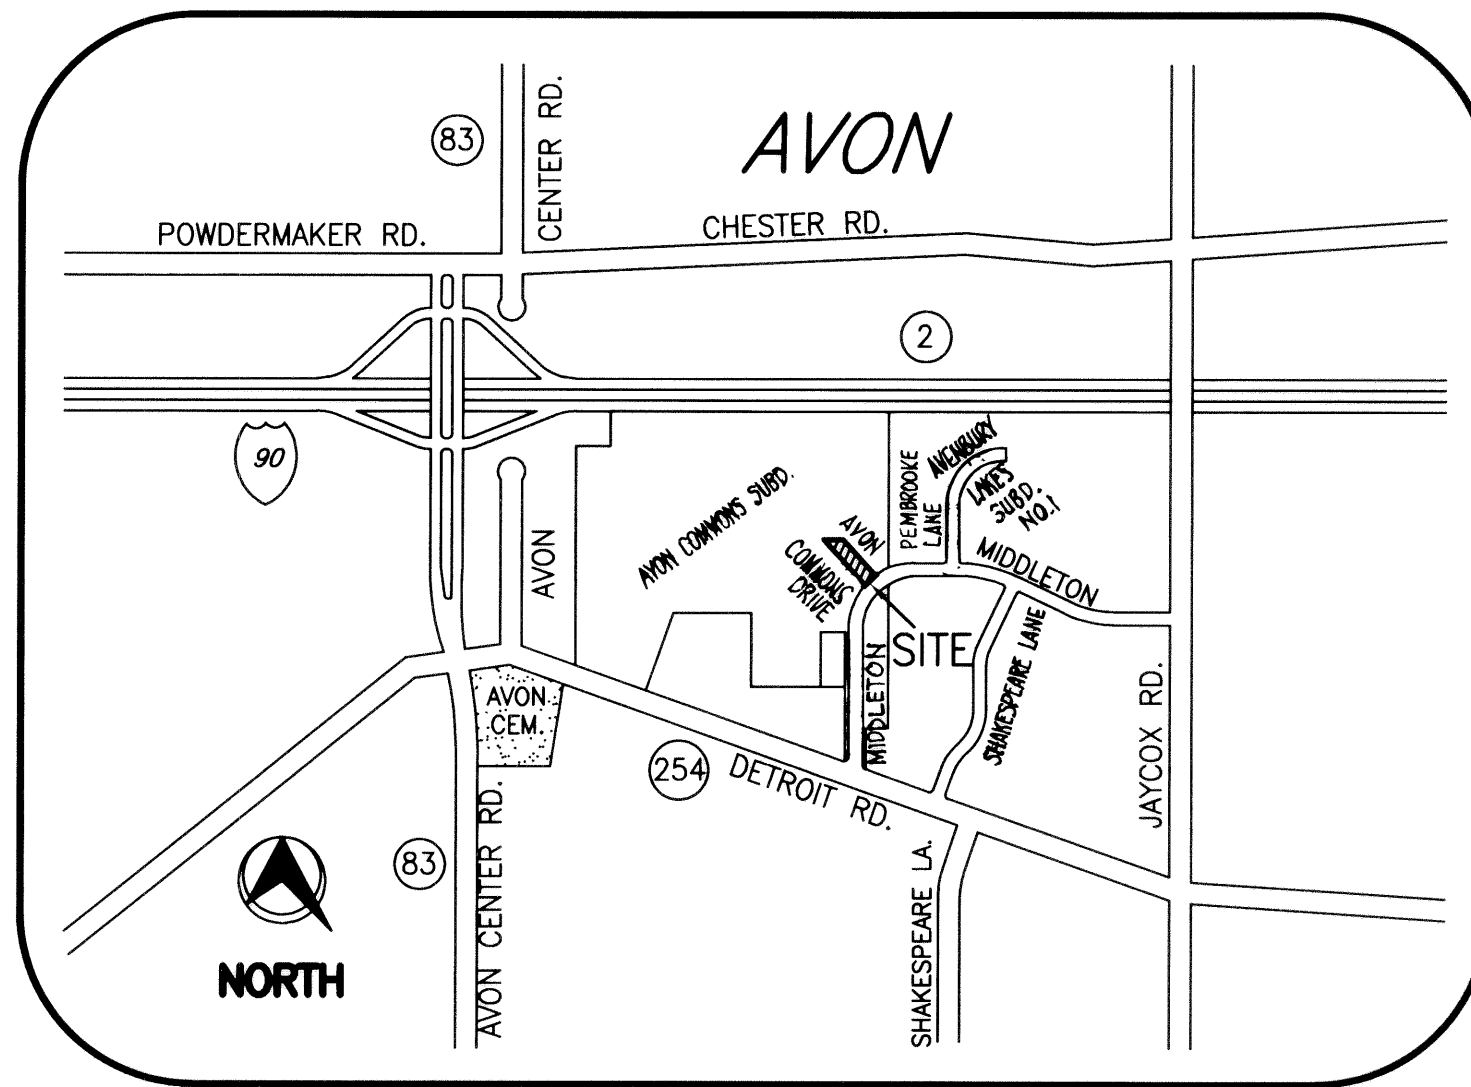 AVON
83
CENTER RD.
POWDERMAKER RD.
CHESTER RD.
2
90
AVON COMMONS SUBD.
AVON
AVON
COMMONS
DRIVE
PEMBROOKE
LAKE
AVENBURY
LAKES
SUBD.
NO.1
MIDDLETON
SITE
MIDDLETON
SHAKESPEARE LANE
JAYCOX RD.
AVON
CEM.
254
DETROIT RD.
83
AVON CENTER RD.
SHAKESPEARE LA.
NORTH